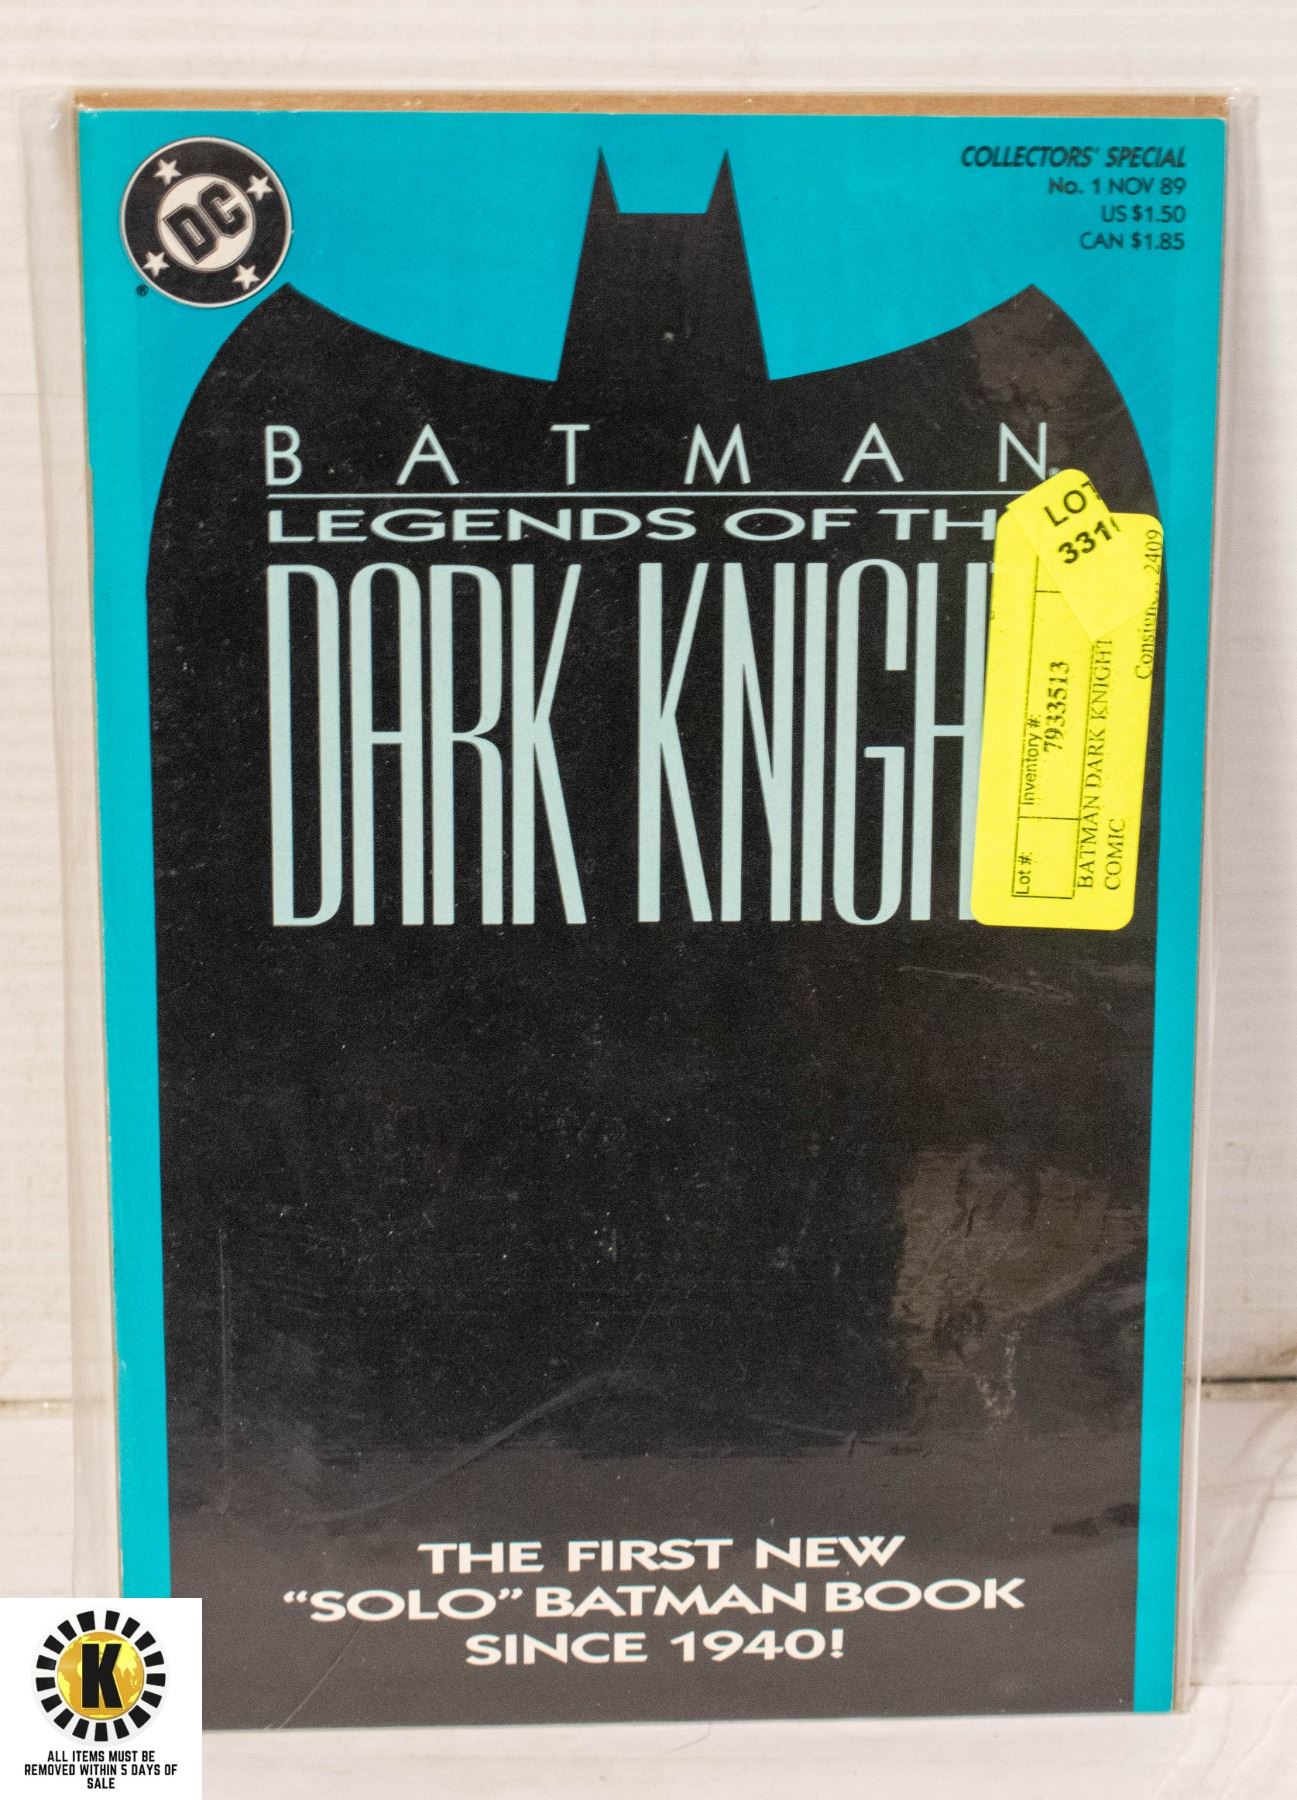 DC
®
COLLECTORS' SPECIAL
No. 1 NOV 89
US $1.50
CAN $1.85
BATMAN
®
LEGENDS OF TH
DARK KNIGH
LOT
331
Consign
2409
Lot #:
Inventory #:
7933513
BATMAN DARK KNIGHT
COMIC
THE FIRST NEW
“SOLO” BATMAN BOOK
SINCE 1940!
K
ALL ITEMS MUST BE
REMOVED WITHIN 5 DAYS OF
SALE